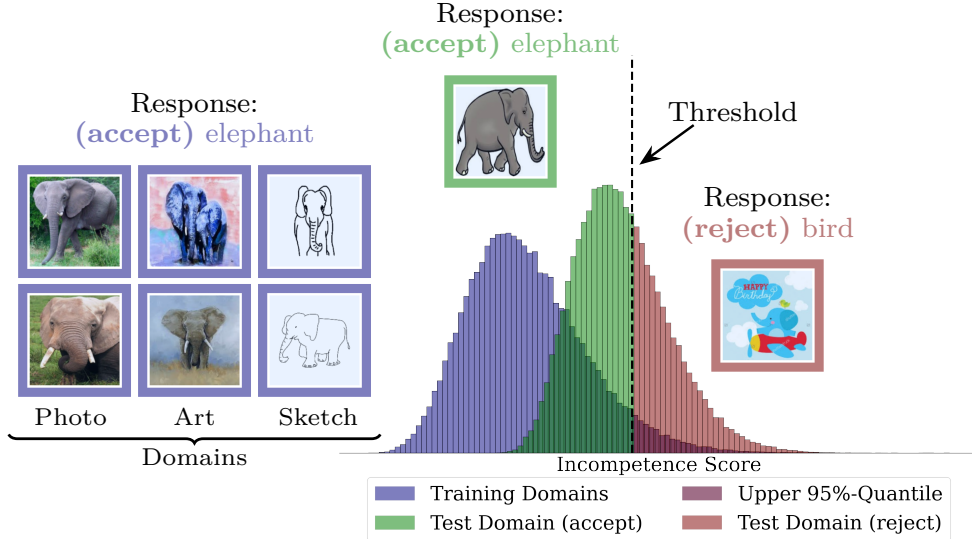 Response:
(accept) elephant
Response:
(accept) elephant
Threshold
Response:
(reject) bird
HAPPY
Birthday
Photo
Art
Sketch
Domains
Incompetence Score
Training Domains
Upper 95%-Quantile
Test Domain (accept)
Test Domain (reject)